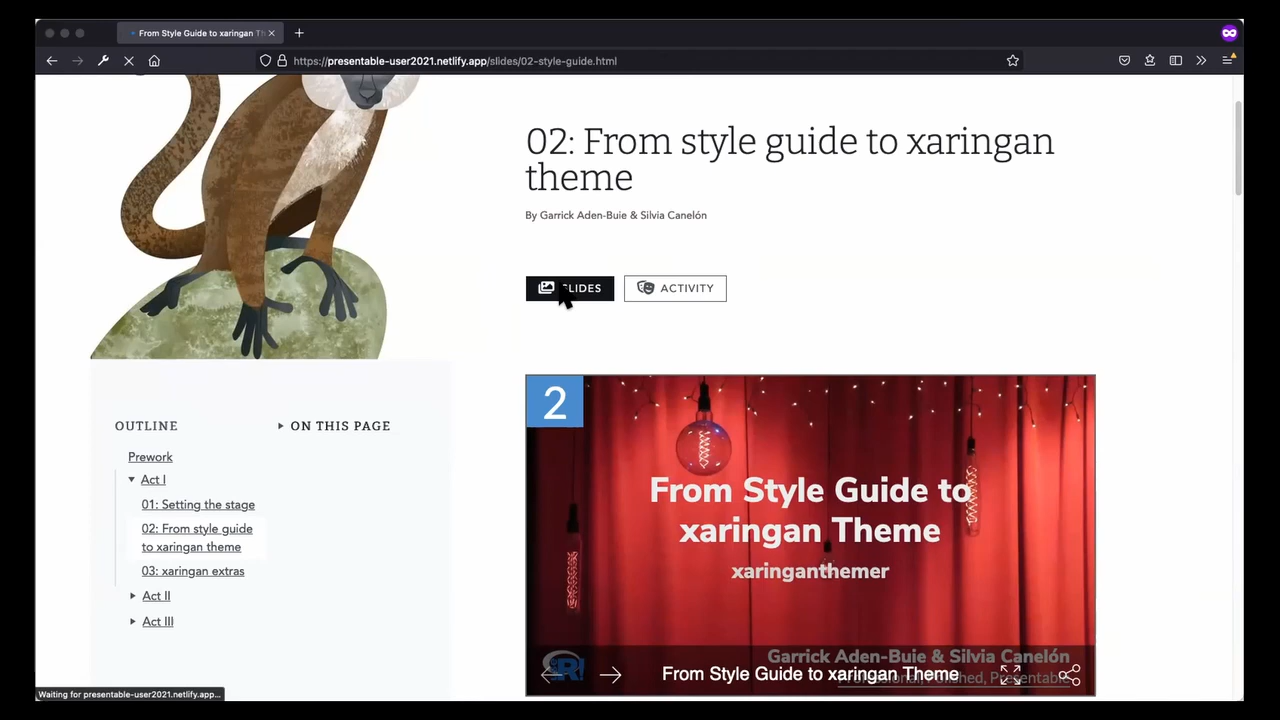 From Style Guide to xaringan Th
https://presentable-user2021.netlify.app/slides/02-style-guide.html
02: From style guide to xaringan
theme
By Garrick Aden-Buie & Silvia Canelón
SLIDES
ACTIVITY
OUTLINE
ON THIS PAGE
Prework
Act I
01: Setting the stage
02: From style guide
to xaringan theme
03: xaringan extras
Act II
Act III
2
From Style Guide to
xaringan Theme
xaringanthemer
Garrick Aden-Buie & Silvia Canelón
From Style Guide to xaringan Theme
Professional, Polished, Presentable
Waiting for presentable-user2021.netlify.app...